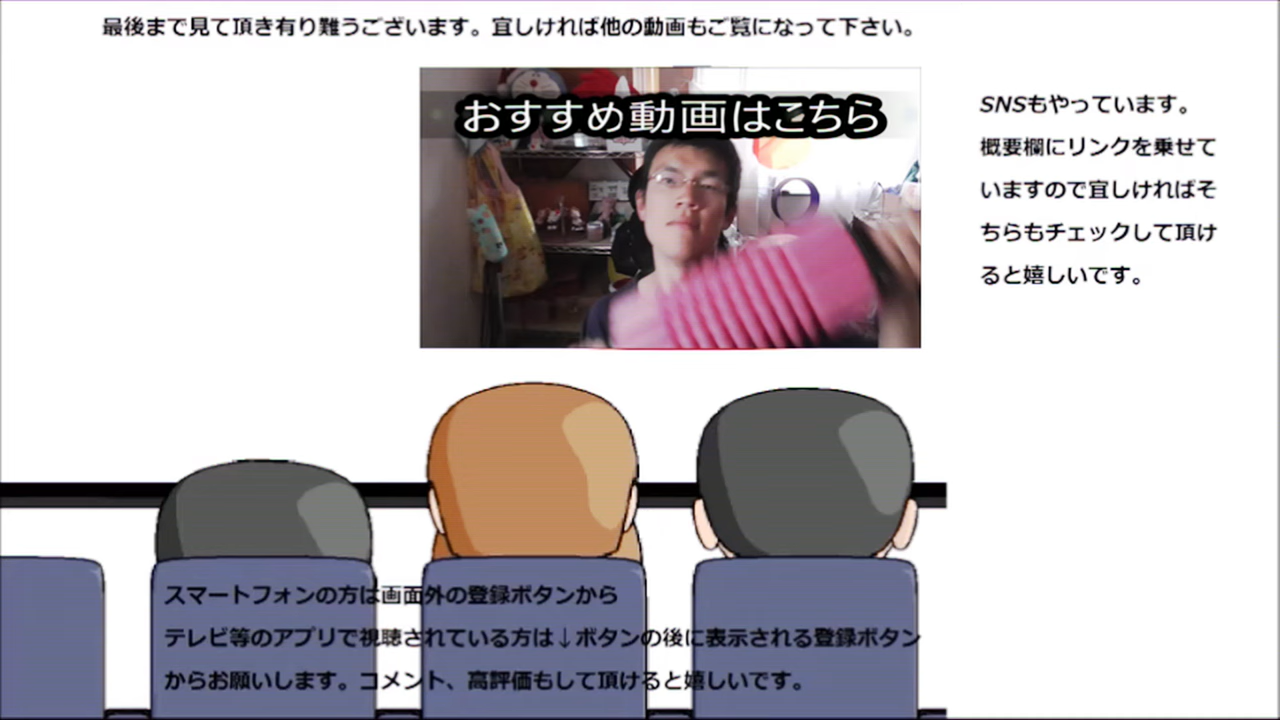 最後まで見て頂き有り難うございます。宜しければ他の動画もご覧になって下さい。
おすすめ動画はこちら
SNSもやっています。
概要欄にリンクを乗せて
いますので宜しければそ
ちらもチェックして頂け
ると嬉しいです。
スマートフォンの方は画面外の登録ボタンから
テレビ等のアプリで視聴されている方は↓ボタンの後に表示される登録ボタン
からお願いします。コメント、高評価もして頂けると嬉しいです。